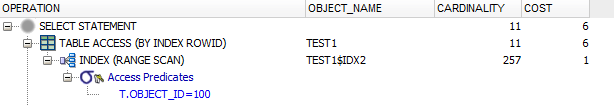 OPERATION OBJECT_NAME CARDINALITY COST
SELECT STATEMENT 11 6
TABLE ACCESS (BY INDEX ROWID) TEST1 11 6
INDEX (RANGE SCAN) TEST1$IDX2 257 1
Access Predicates
T.OBJECT_ID=100